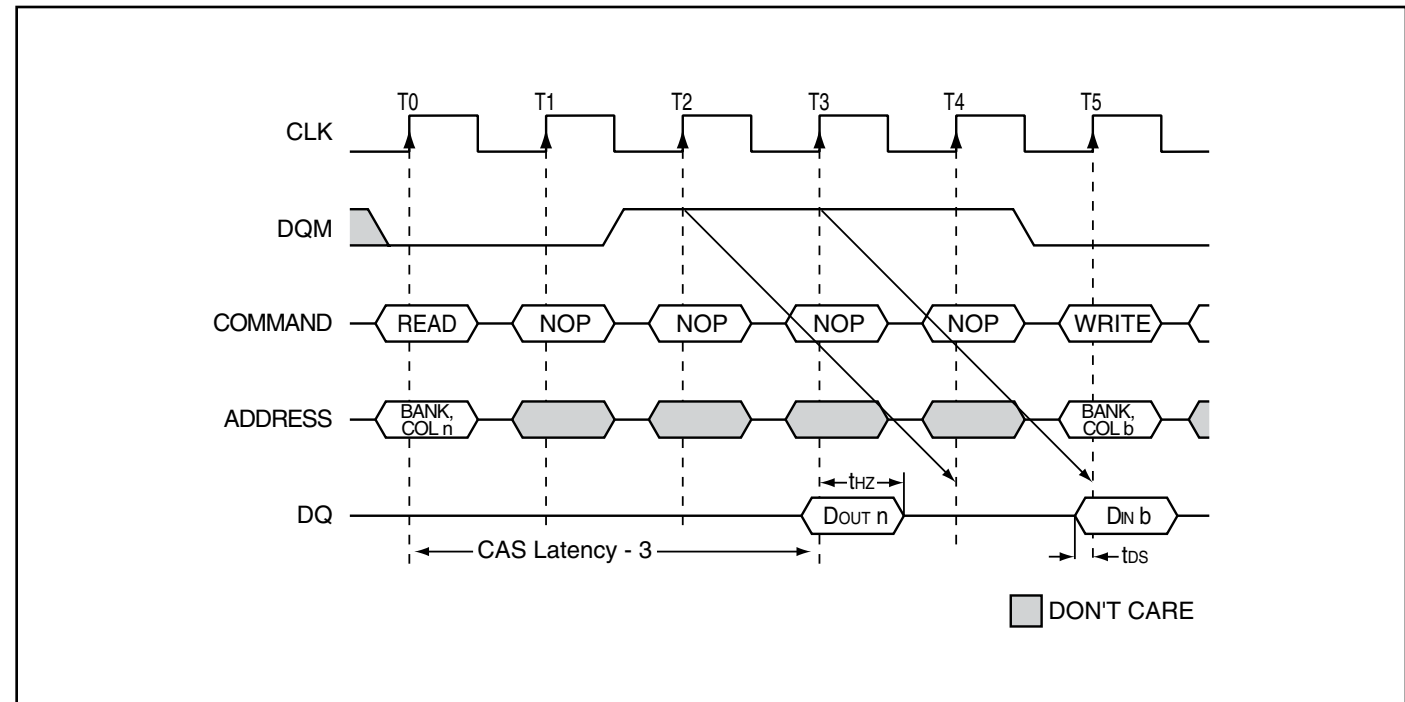 T0 T1 T2 T3 T4 T5
CLK
DQM
COMMAND READ NOP NOP NOP NOP WRITE
ADDRESS BANK, COL n BANK, COL b
tHZ
DQ DOUT n DIN b
CAS Latency - 3 tDS
DON'T CARE